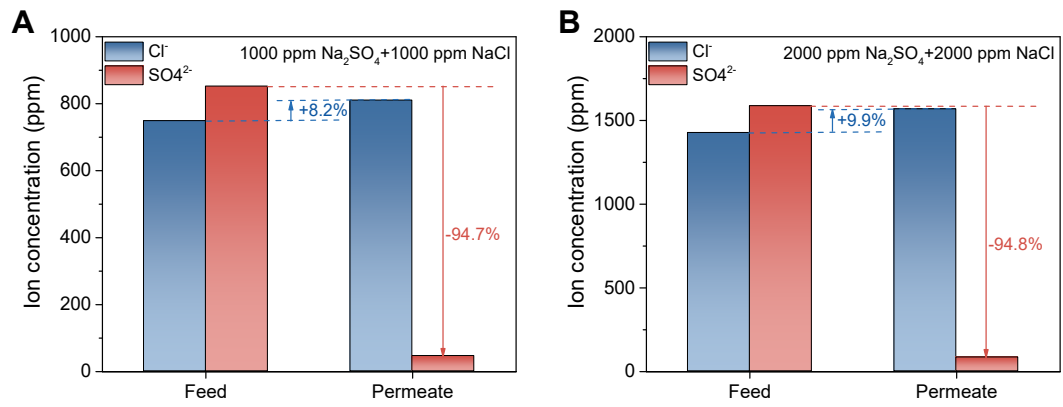 A
Ion concentration (ppm)
1000
800
600
400
200
0
Cl⁻
SO4²⁻
1000 ppm Na₂SO₄+1000 ppm NaCl
+8.2%
-94.7%
Feed
Permeate
B
Ion concentration (ppm)
2000
1500
1000
500
0
Cl⁻
SO4²⁻
2000 ppm Na₂SO₄+2000 ppm NaCl
+9.9%
-94.8%
Feed
Permeate